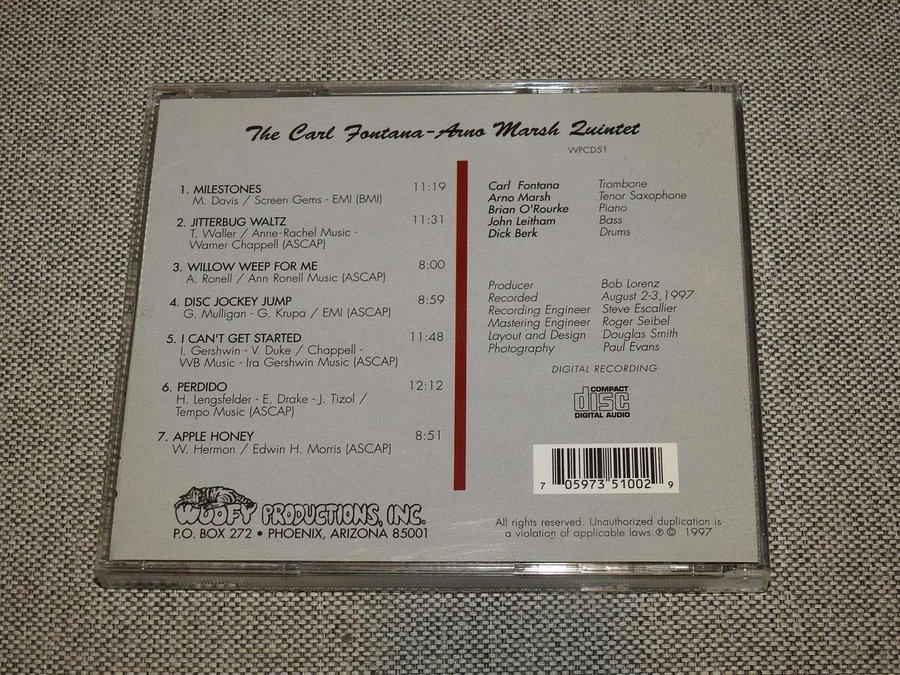 The Carl Fontana-Arno Marsh Quintet
WPCD51
1. MILESTONES 11:19
M. Davis / Screen Gems - EMI (BMI)
2. JITTERBUG WALTZ 11:31
T. Waller / Anne-Rachel Music -
Warner Chappell (ASCAP)
3. WILLOW WEEP FOR ME 8:00
A. Ronell / Ann Ronell Music (ASCAP)
4. DISC JOCKEY JUMP 8:59
G. Mulligan - G. Krupa / EMI (ASCAP)
5. I CAN'T GET STARTED 11:48
I. Gershwin - V. Duke / Chappell -
WB Music - Ira Gershwin Music (ASCAP)
6. PERDIDO 12:12
H. Lengsfelder - E. Drake - J. Tizol /
Tempo Music (ASCAP)
7. APPLE HONEY 8:51
W. Hermon / Edwin H. Morris (ASCAP)
WOOFY PRODUCTIONS, INC.
P.O. BOX 272 • PHOENIX, ARIZONA 85001
Carl Fontana Trombone
Arno Marsh Tenor Saxophone
Brian O'Rourke Piano
John Leitham Bass
Dick Berk Drums
Producer Bob Lorenz
Recorded August 2-3, 1997
Recording Engineer Steve Escallier
Mastering Engineer Roger Seibel
Layout and Design Douglas Smith
Photography Paul Evans
DIGITAL RECORDING
COMPACT
disc
DIGITAL AUDIO
7 05973 51002 9
All rights reserved. Unauthorized duplication is
a violation of applicable laws. ℗ © 1997